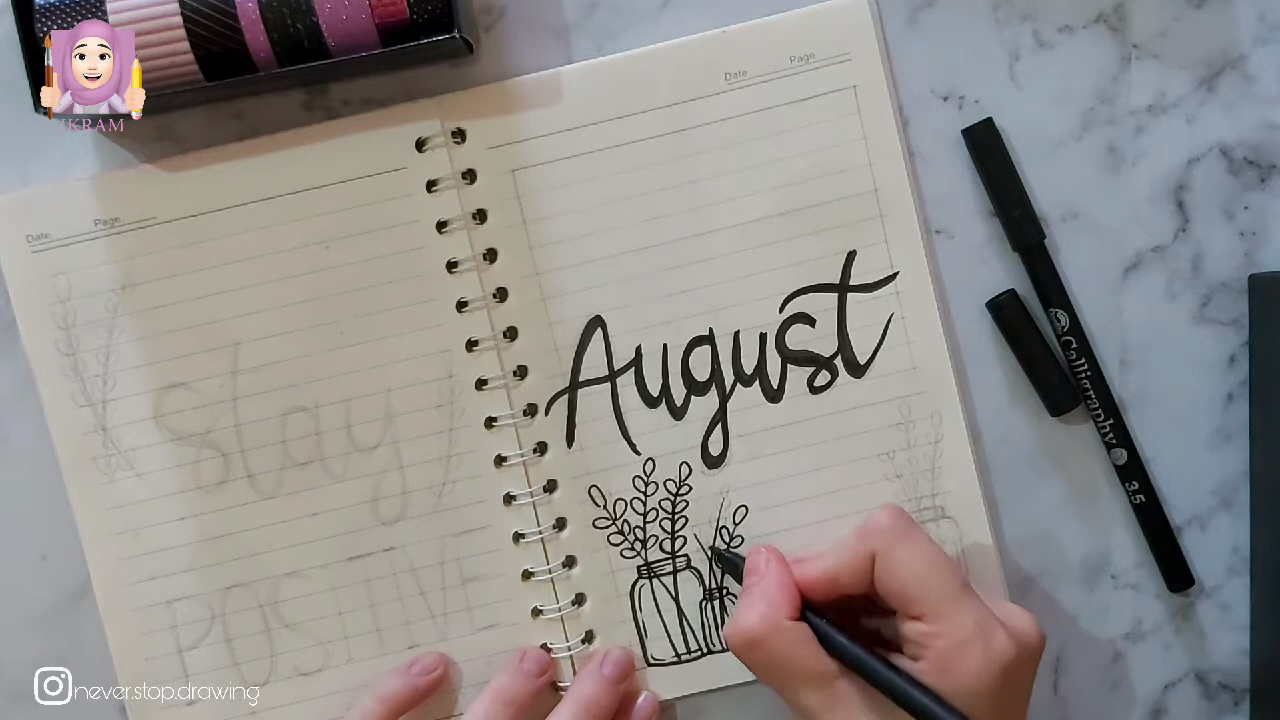 IKRAM
Date Page
Date Page
August
Stay
POSITIVE
Calligraphy 3.5
neverstop.drawing